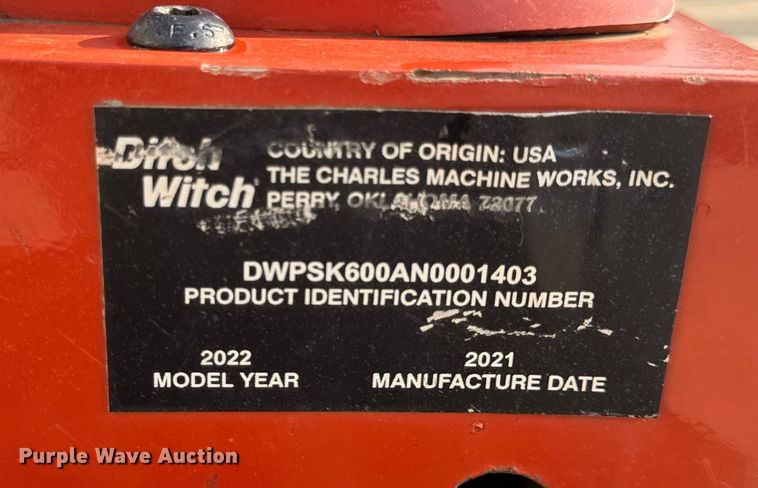 F.S
Ditch
Witch
COUNTRY OF ORIGIN: USA
THE CHARLES MACHINE WORKS, INC.
PERRY, OKLAHOMA 73077
DWPSK600AN0001403
PRODUCT IDENTIFICATION NUMBER
2022
MODEL YEAR
2021
MANUFACTURE DATE
Purple Wave Auction